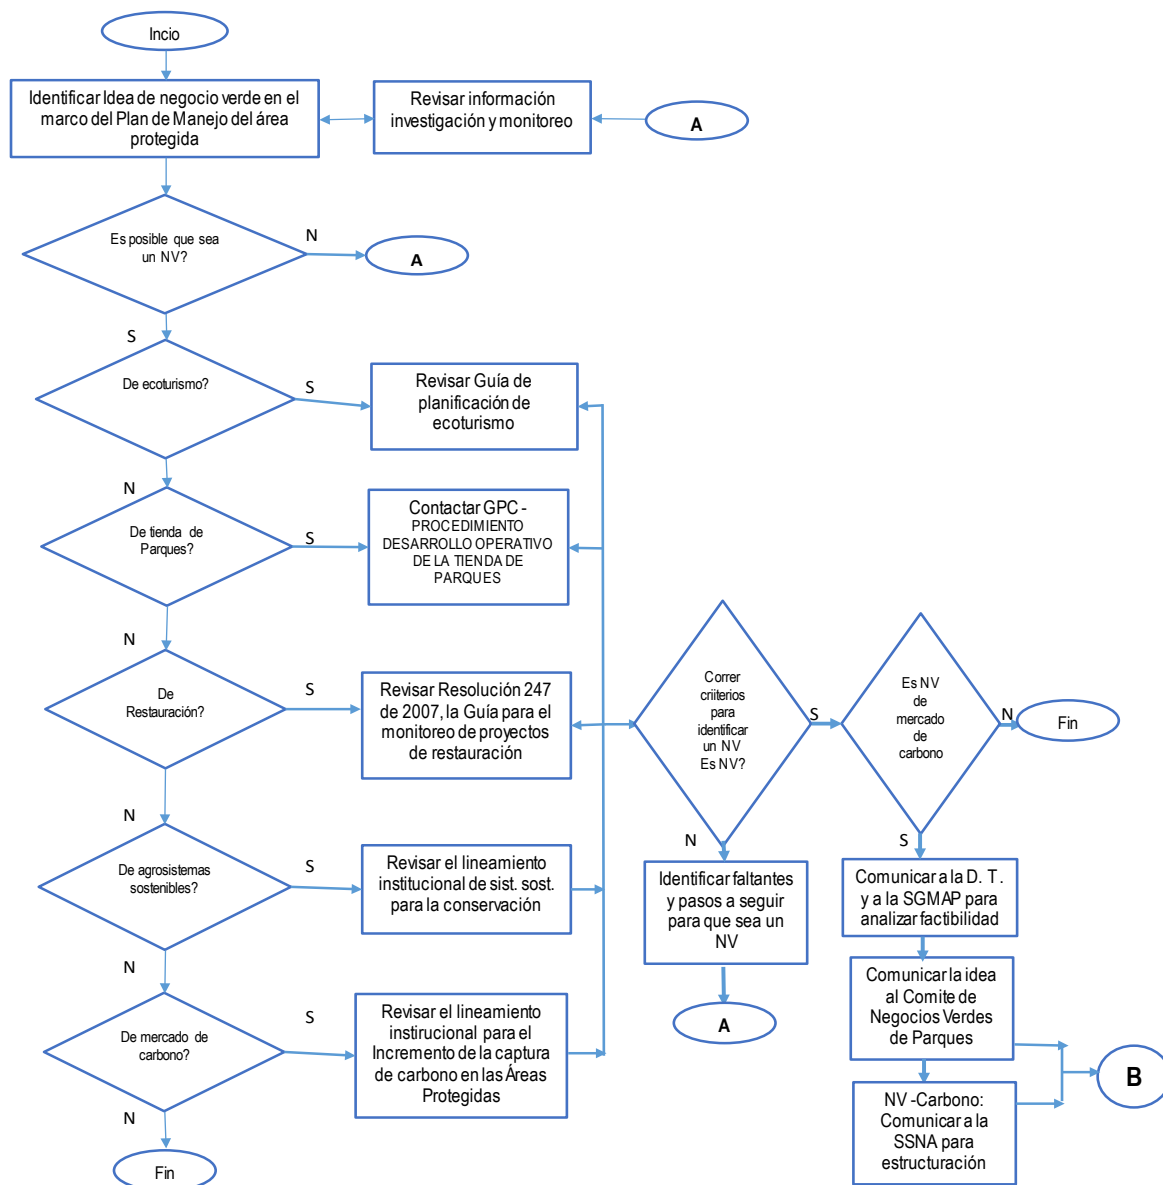 Incio
Identificar Idea de negocio verde en el
marco del Plan de Manejo del área
protegida
Revisar información
investigación y monitoreo
A
Es posible que sea
un NV?
N
A
S
De ecoturismo?
S
Revisar Guía de
planificación de
ecoturismo
N
De tienda de
Parques?
S
Contactar GPC -
PROCEDIMIENTO
DESARROLLO OPERATIVO
DE LA TIENDA DE
PARQUES
N
De
Restauración?
S
Revisar Resolución 247
de 2007, la Guía para el
monitoreo de proyectos
de restauración
N
De agrosistemas
sostenibles?
S
Revisar el lineamiento
institucional de sist. sost.
para la conservación
N
De mercado de
carbono?
S
Revisar el lineamiento
instirucional para el
Incremento de la captura
de carbono en las Áreas
Protegidas
N
Fin
Correr
criiterios
para
identificar
un NV
Es NV?
S
N
Identificar faltantes
y pasos a seguir
para que sea un
NV
A
Es NV
de
mercado
de
carbono
N
Fin
S
Comunicar a la D. T.
y a la SGMAP para
analizar factibilidad
Comunicar la idea
al Comite de
Negocios Verdes
de Parques
NV -Carbono:
Comunicar a la
SSNA para
estructuración
B